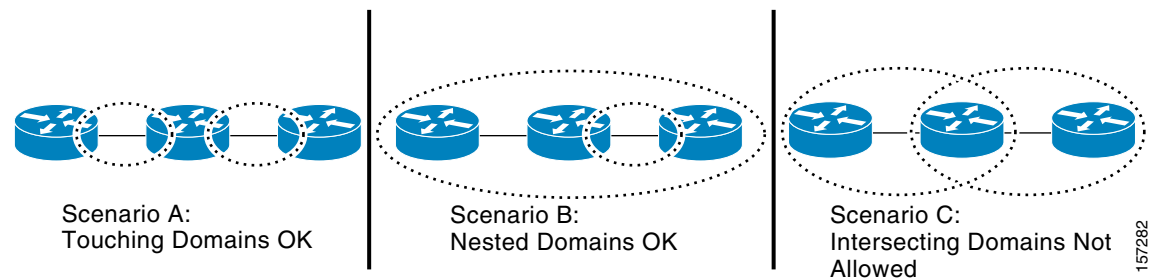 Scenario A:
Touching Domains OK
Scenario B:
Nested Domains OK
Scenario C:
Intersecting Domains Not
Allowed
157282